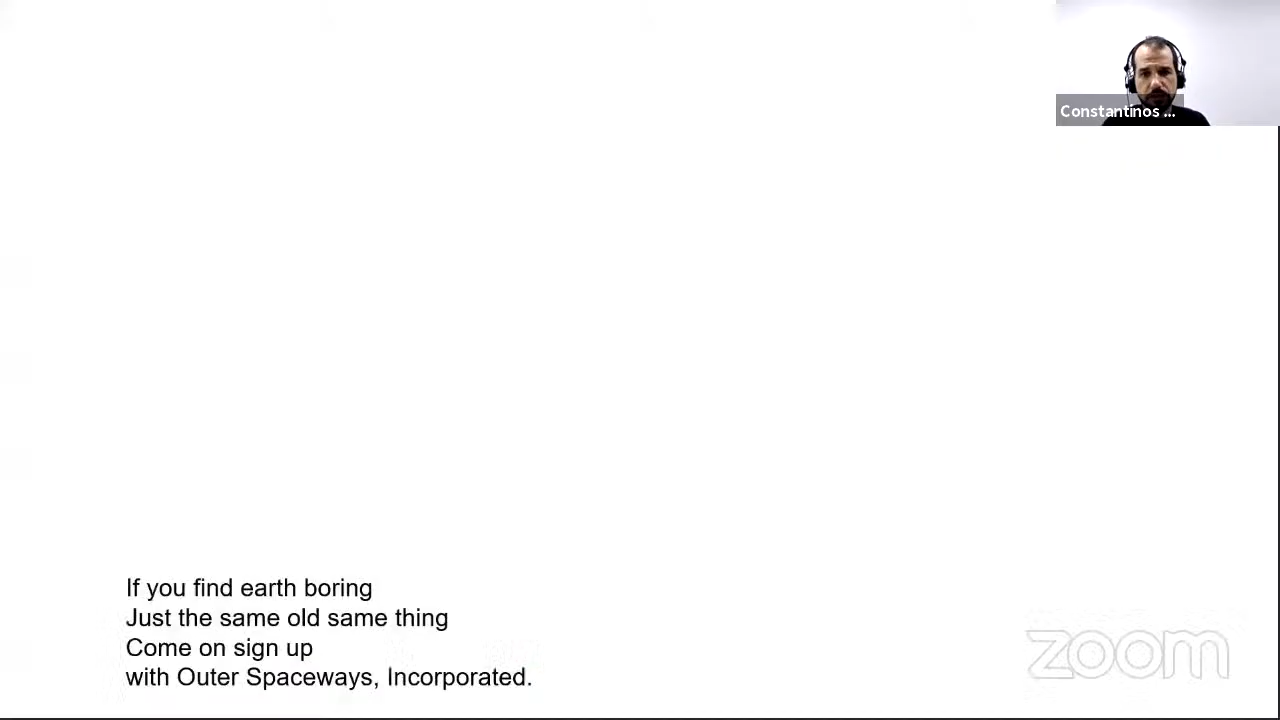 Constantinos ...
If you find earth boring
Just the same old same thing
Come on sign up
with Outer Spaceways, Incorporated.
zoom